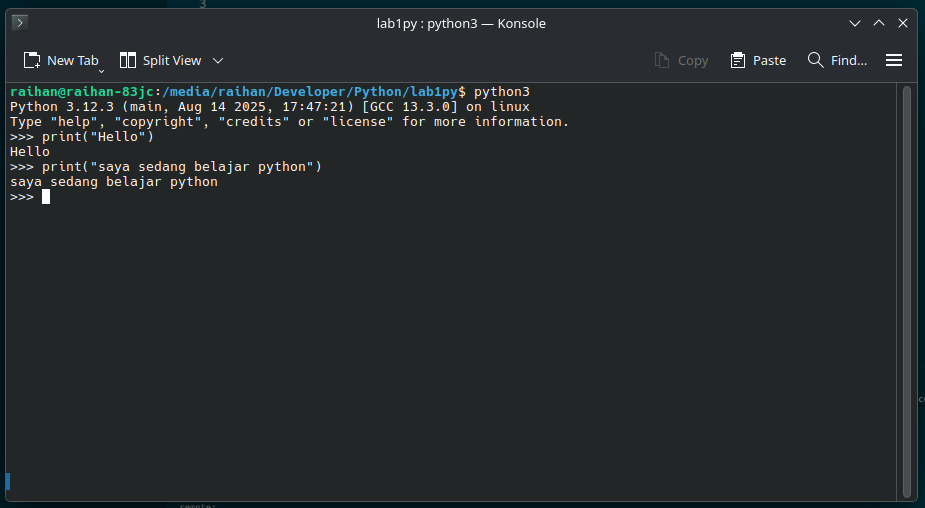 3
lab1py : python3 — Konsole
New Tab Split View Copy Paste Find...
raihan@raihan-83jc:/media/raihan/Developer/Python/lab1py$ python3
Python 3.12.3 (main, Aug 14 2025, 17:47:21) [GCC 13.3.0] on linux
Type "help", "copyright", "credits" or "license" for more information.
>>> print("Hello")
Hello
>>> print("saya sedang belajar python")
saya sedang belajar python
>>>